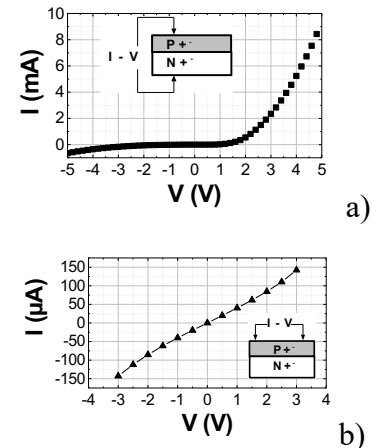 10
8
6
4
2
0
I (mA)
I - V
P+-
N+-
-5 -4 -3 -2 -1 0 1 2 3 4 5
V (V)
a)
150
100
50
0
-50
-100
-150
I (µA)
I - V
P+-
N+-
-4 -3 -2 -1 0 1 2 3 4
V (V)
b)